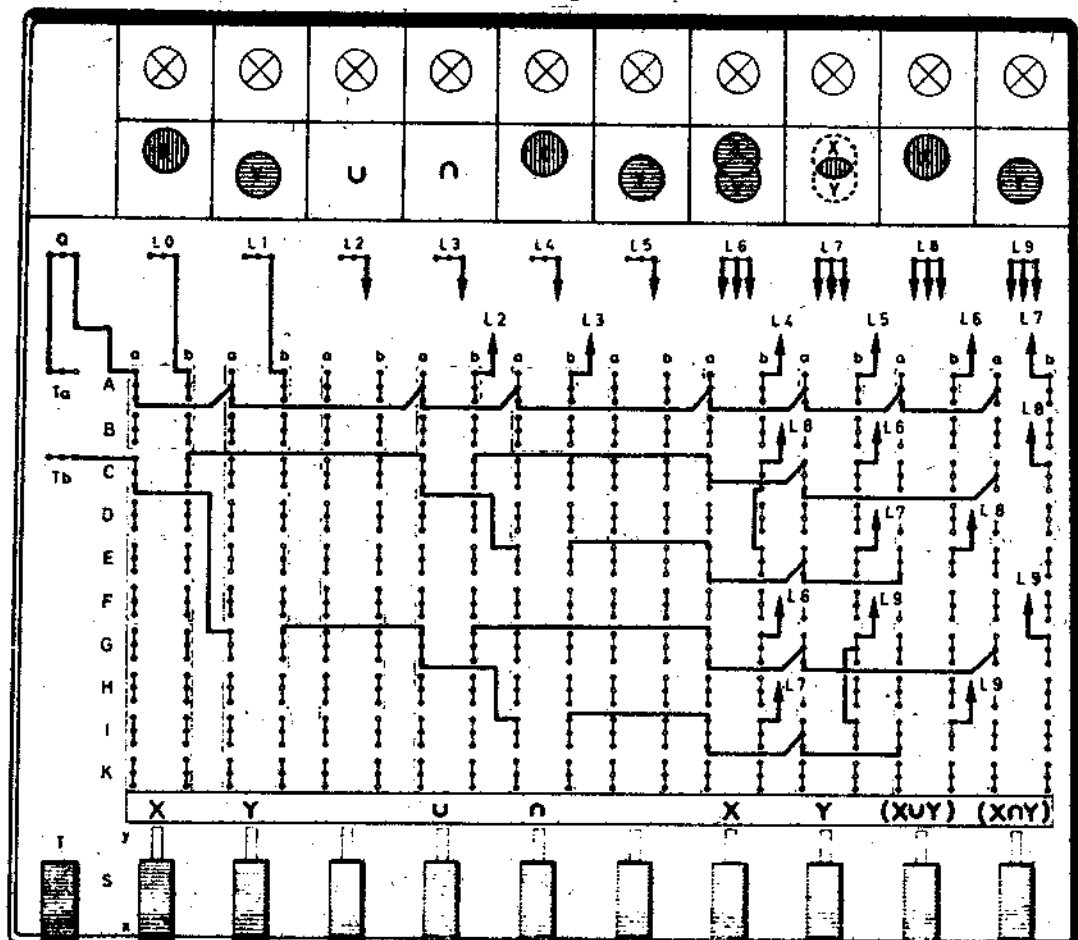 Y ∪ ∩ Y X Y X Y Y
Q L0 L1 L2 L3 L4 L5 L6 L7 L8 L9
L2 L3 L4 L5 L6 L7
a b a b a b a b a b a b a b a b a b a b
Ta A
B L8 L6 L8
Tb C
D L7 L8
E
F L6 L9 L9
G
H L7 L9
I
K
X Y ∪ ∩ X Y (X∪Y) (X∩Y)
T y
S
x